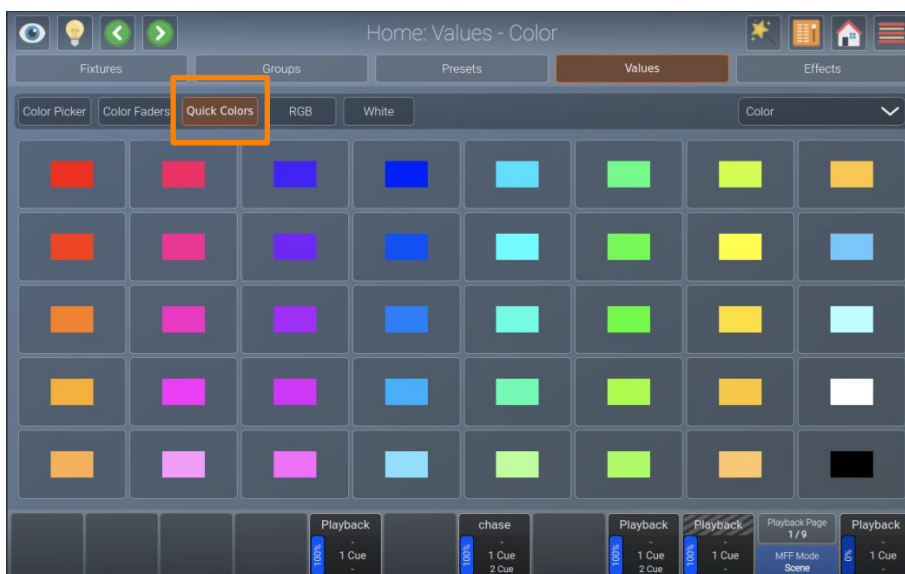 Home: Values - Color
Fixtures
Groups
Presets
Values
Effects
Color Picker
Color Faders
Quick Colors
RGB
White
Color
Playback
-
100%
1 Cue
-
chase
-
100%
1 Cue
2 Cue
Playback
-
100%
1 Cue
2 Cue
Playback
-
100%
1 Cue
-
Playback Page
1 / 9
MFF Mode
Scene
Playback
-
0%
1 Cue
-